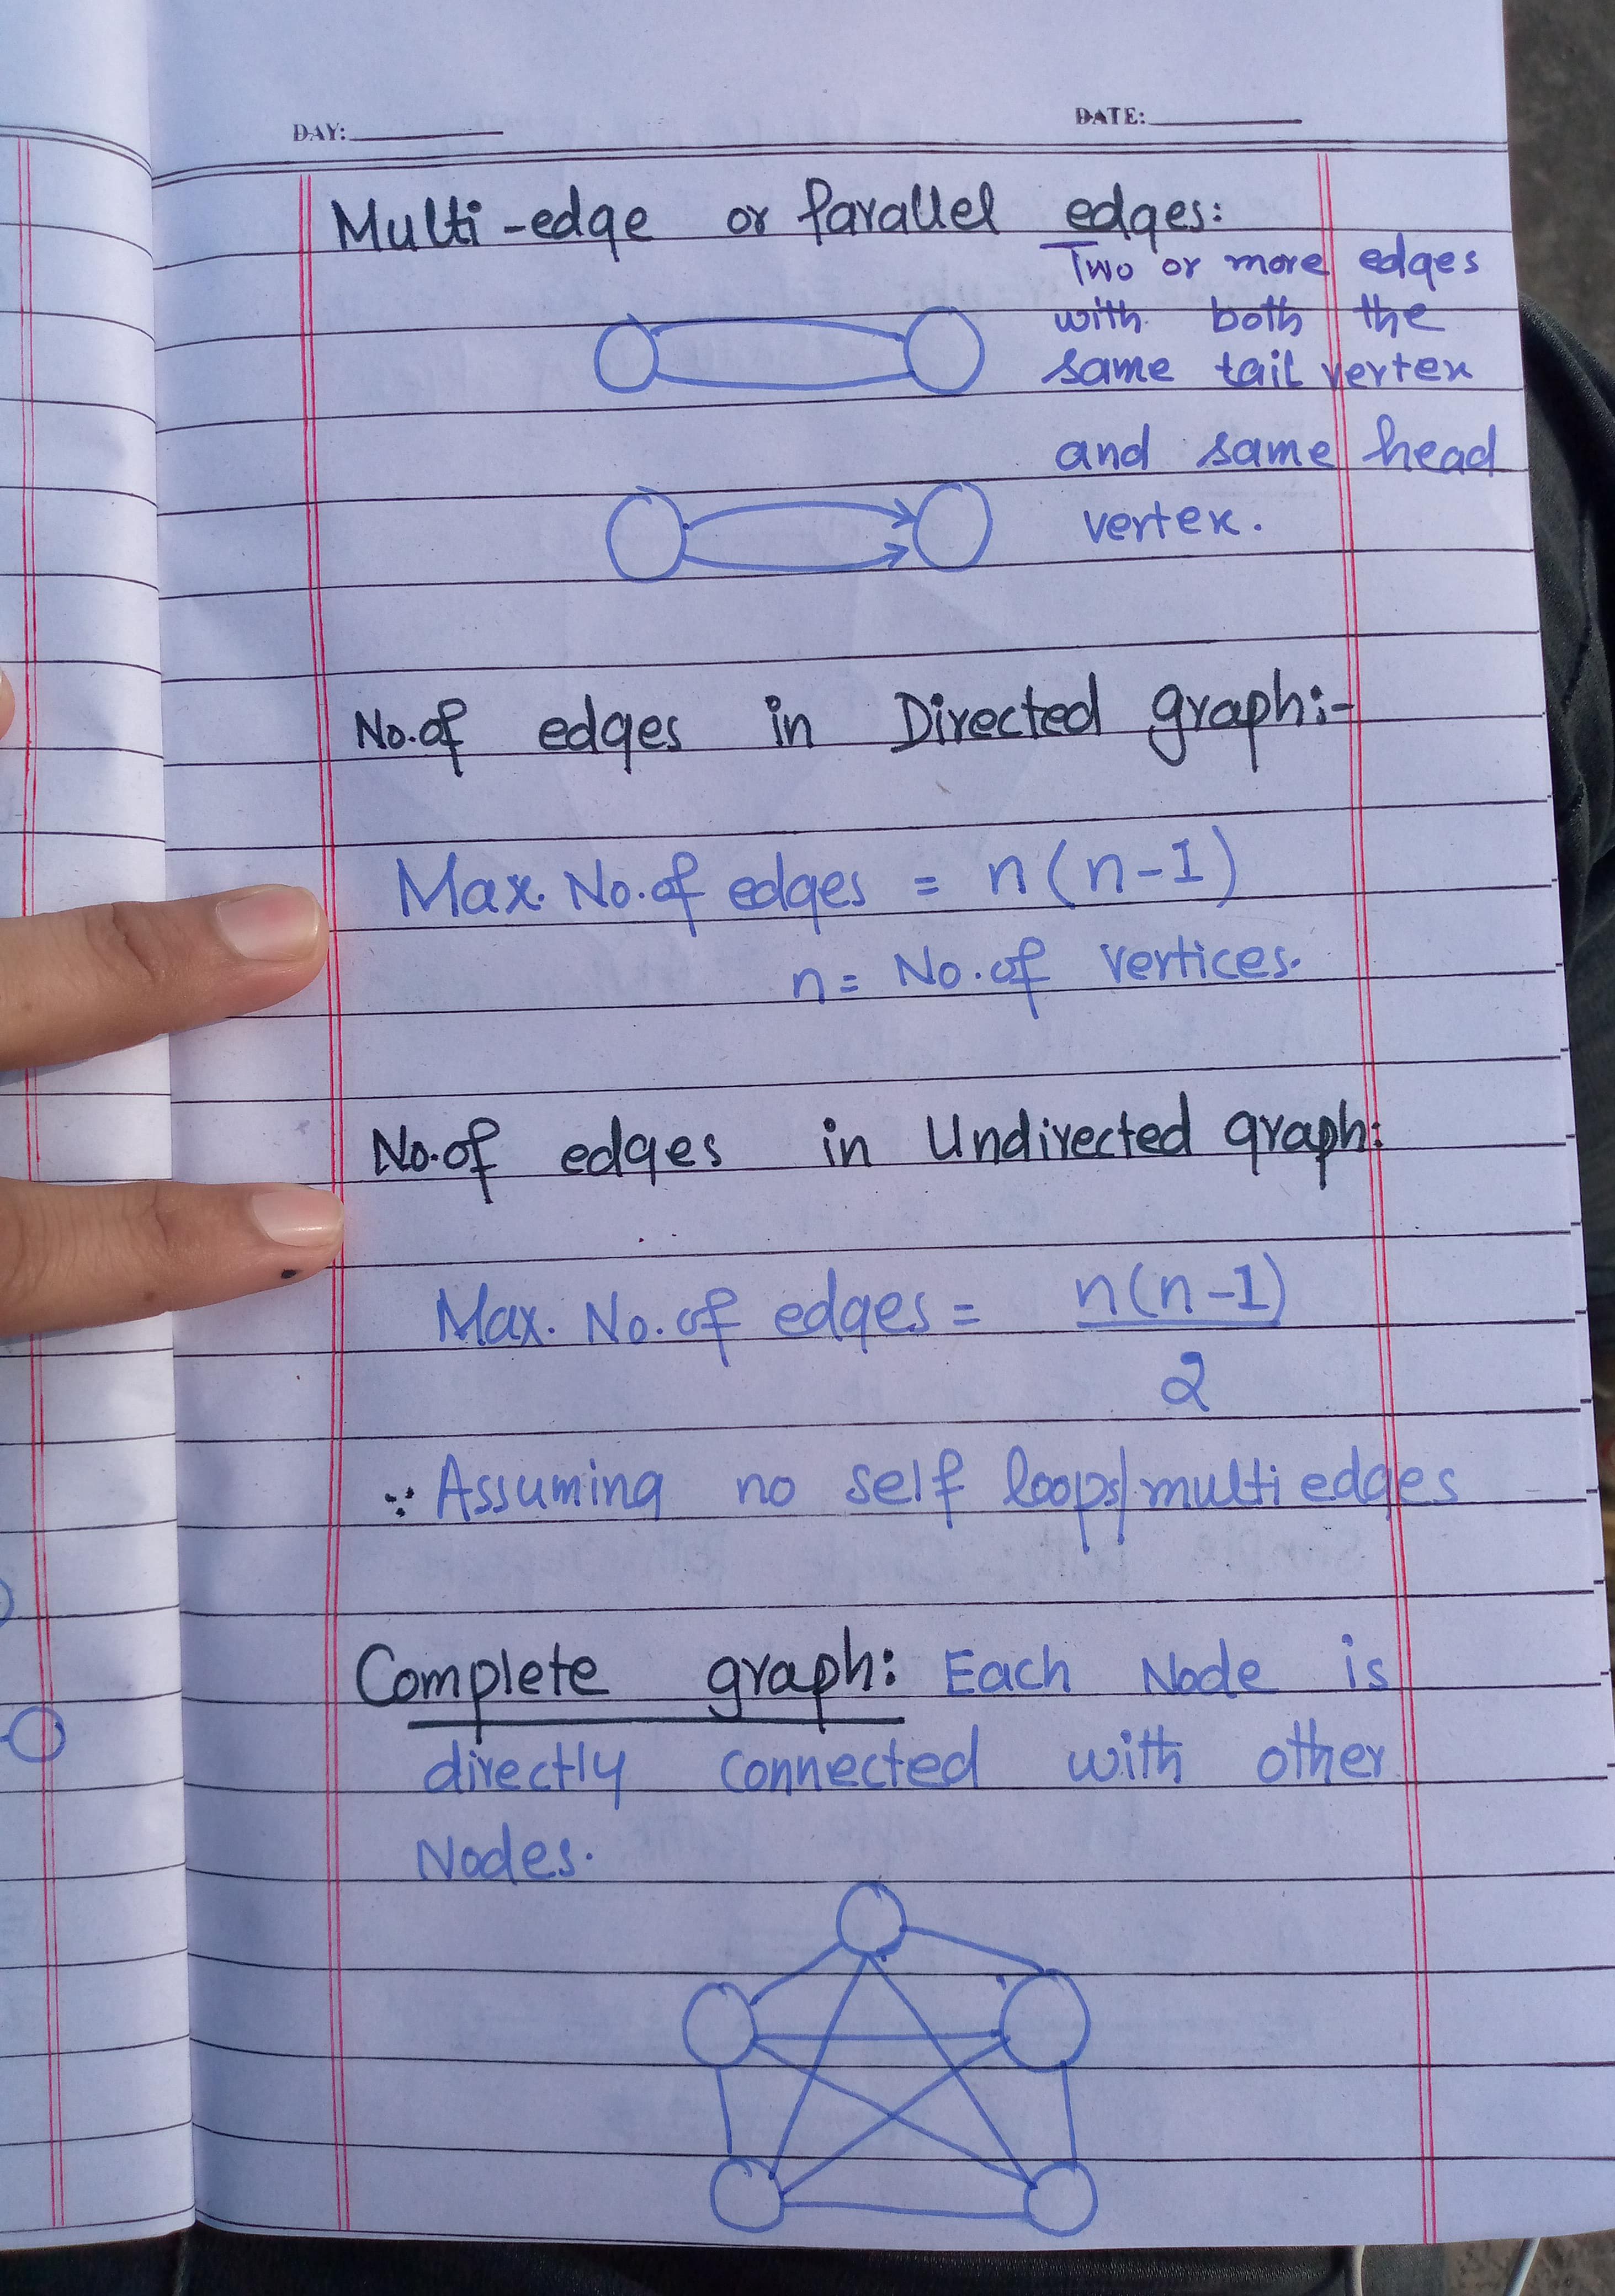 DAY: DATE:
Multi-edge or Parallel edges:
Two or more edges
with both the
same tail vertex
and same head
vertex.
No.of edges in Directed graph:-
Max. No.of edges = n(n-1)
n = No.of vertices.
No.of edges in Undirected graph:
Max. No.of edges = n(n-1)
2
∵ Assuming no self loops/multi edges
Complete graph: Each Node is
directly connected with other
Nodes.